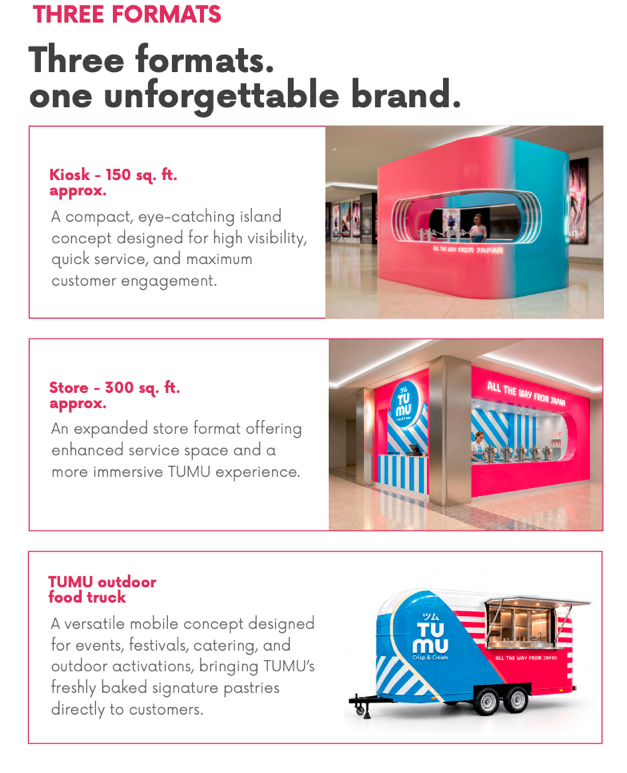 THREE FORMATS
Three formats.
one unforgettable brand.
Kiosk - 150 sq. ft.
approx.
A compact, eye-catching island
concept designed for high visibility,
quick service, and maximum
customer engagement.
ALL THE WAY FROM JAPAN
Store - 300 sq. ft.
approx.
An expanded store format offering
enhanced service space and a
more immersive TUMU experience.
ツム
TU
MU
Crisp & Cream
ALL THE WAY FROM JAPAN
TUMU outdoor
food truck
A versatile mobile concept designed
for events, festivals, catering, and
outdoor activations, bringing TUMU's
freshly baked signature pastries
directly to customers.
ツム
TU
MU
Crisp & Cream
ALL THE WAY FROM JAPAN